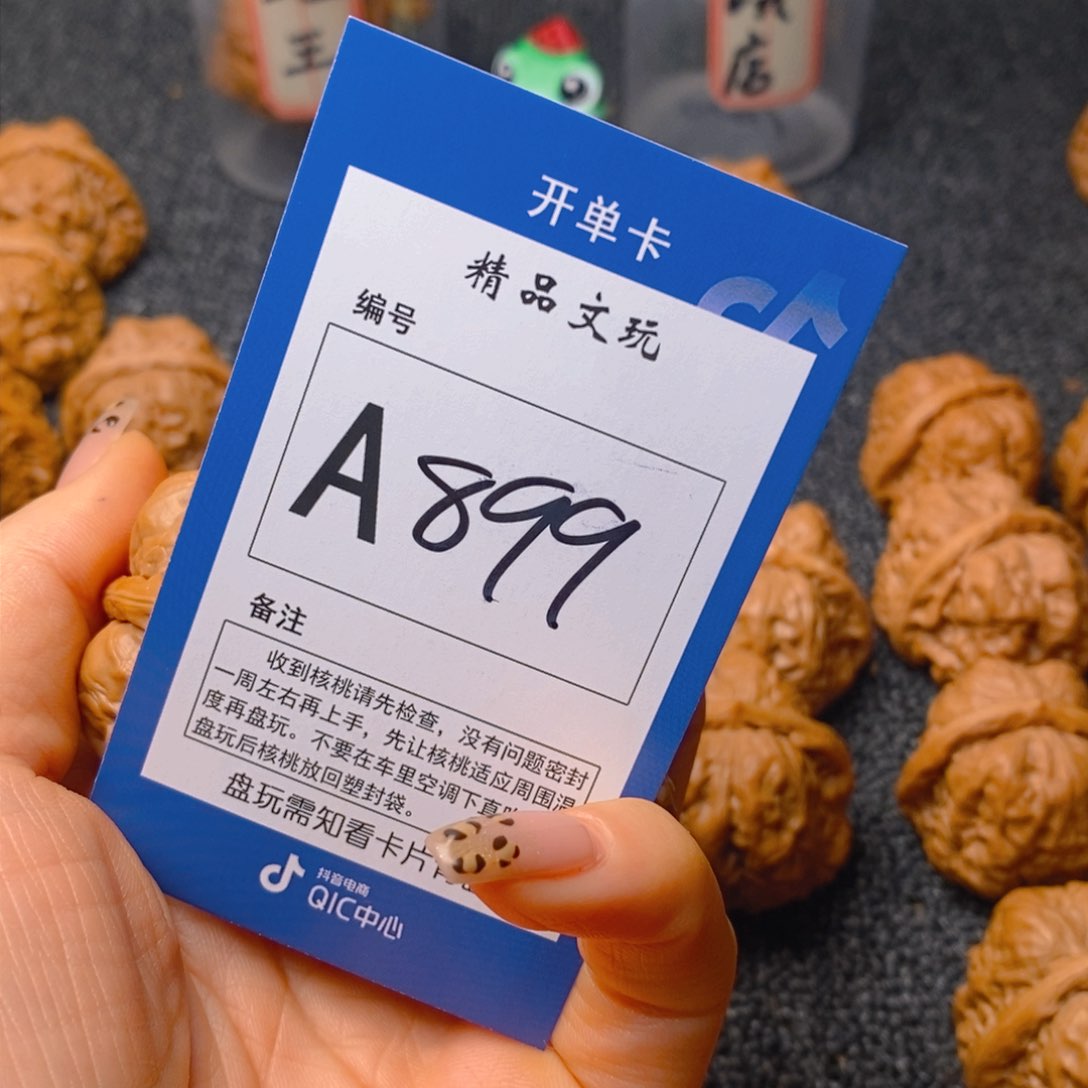 王
店
开单卡
精品文玩
编号
A899
备注
收到核桃请先检查，没有问题密封
一周左右再上手，先让核桃适应周围温
度再盘玩。不要在车里空调下直
盘玩后核桃放回塑封袋。
盘玩需知看卡片背
抖音电商
QIC中心